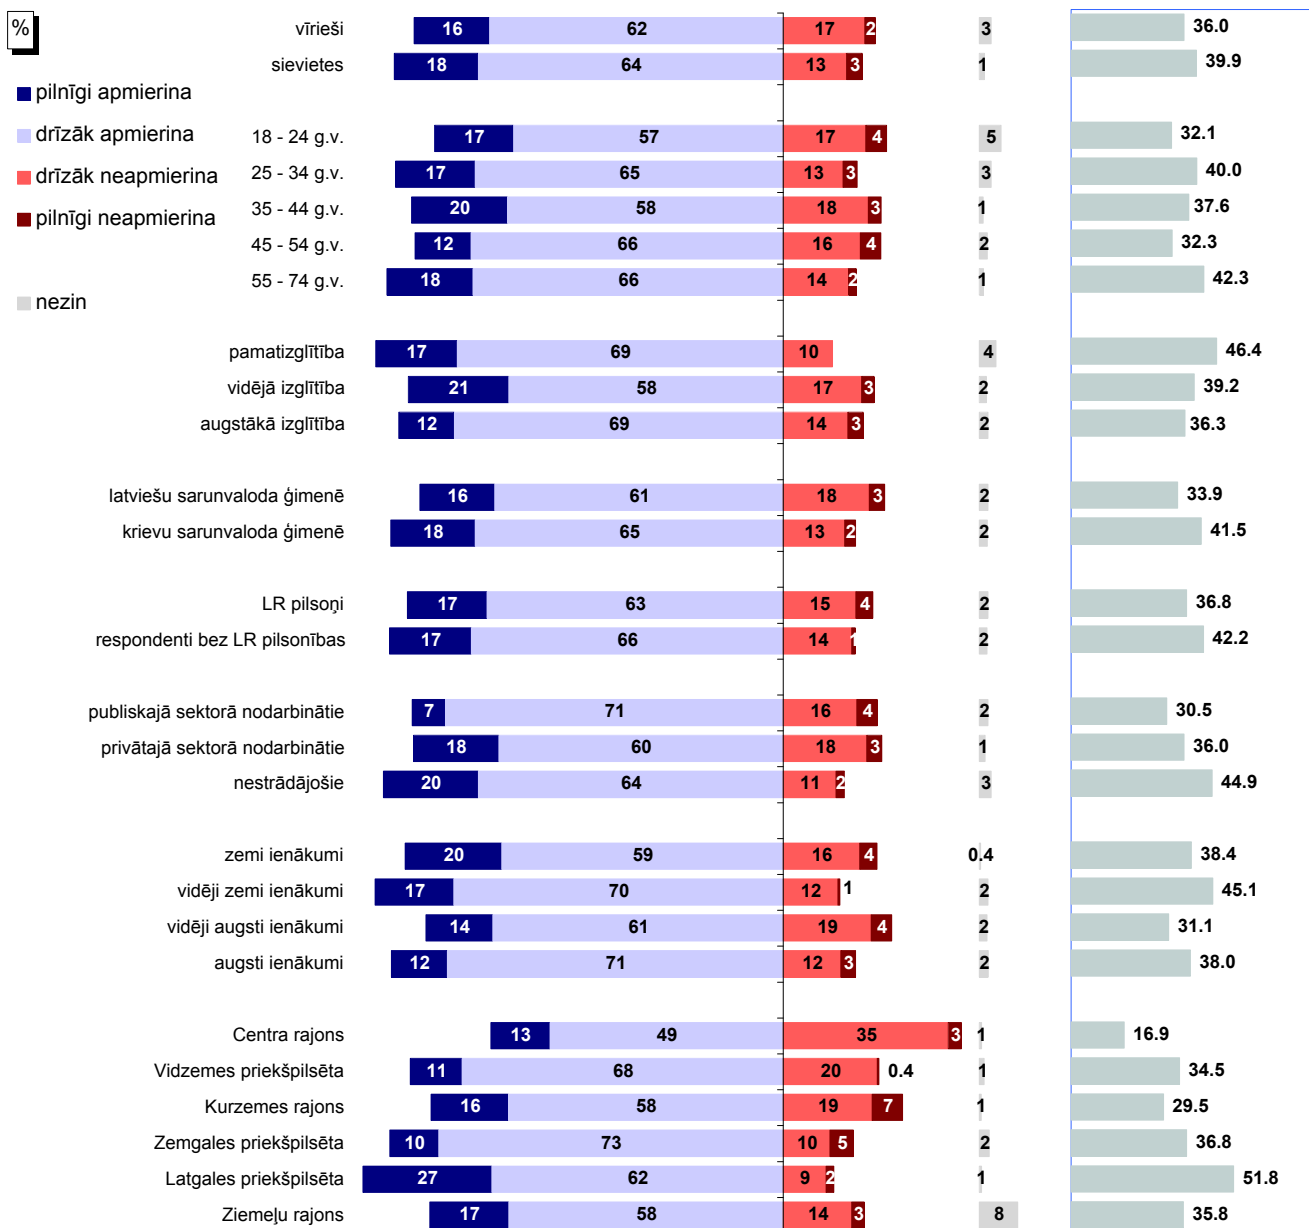 %
pilnīgi apmierina
drīzāk apmierina
drīzāk neapmierina
pilnīgi neapmierina
nezin
vīrieši 16 62 17 2 3 36.0
sievietes 18 64 13 3 1 39.9
18 - 24 g.v. 17 57 17 4 5 32.1
25 - 34 g.v. 17 65 13 3 3 40.0
35 - 44 g.v. 20 58 18 3 1 37.6
45 - 54 g.v. 12 66 16 4 2 32.3
55 - 74 g.v. 18 66 14 2 1 42.3
pamatizglītība 17 69 10 4 46.4
vidējā izglītība 21 58 17 3 2 39.2
augstākā izglītība 12 69 14 3 2 36.3
latviešu sarunvaloda ģimenē 16 61 18 3 2 33.9
krievu sarunvaloda ģimenē 18 65 13 2 2 41.5
LR pilsoņi 17 63 15 4 2 36.8
respondenti bez LR pilsonības 17 66 14 1 2 42.2
publiskajā sektorā nodarbinātie 7 71 16 4 2 30.5
privātajā sektorā nodarbinātie 18 60 18 3 1 36.0
nestrādājošie 20 64 11 2 3 44.9
zemi ienākumi 20 59 16 4 0.4 38.4
vidēji zemi ienākumi 17 70 12 1 2 45.1
vidēji augsti ienākumi 14 61 19 4 2 31.1
augsti ienākumi 12 71 12 3 2 38.0
Centra rajons 13 49 35 3 1 16.9
Vidzemes priekšpilsēta 11 68 20 0.4 1 34.5
Kurzemes rajons 16 58 19 7 1 29.5
Zemgales priekšpilsēta 10 73 10 5 2 36.8
Latgales priekšpilsēta 27 62 9 2 1 51.8
Ziemeļu rajons 17 58 14 3 8 35.8